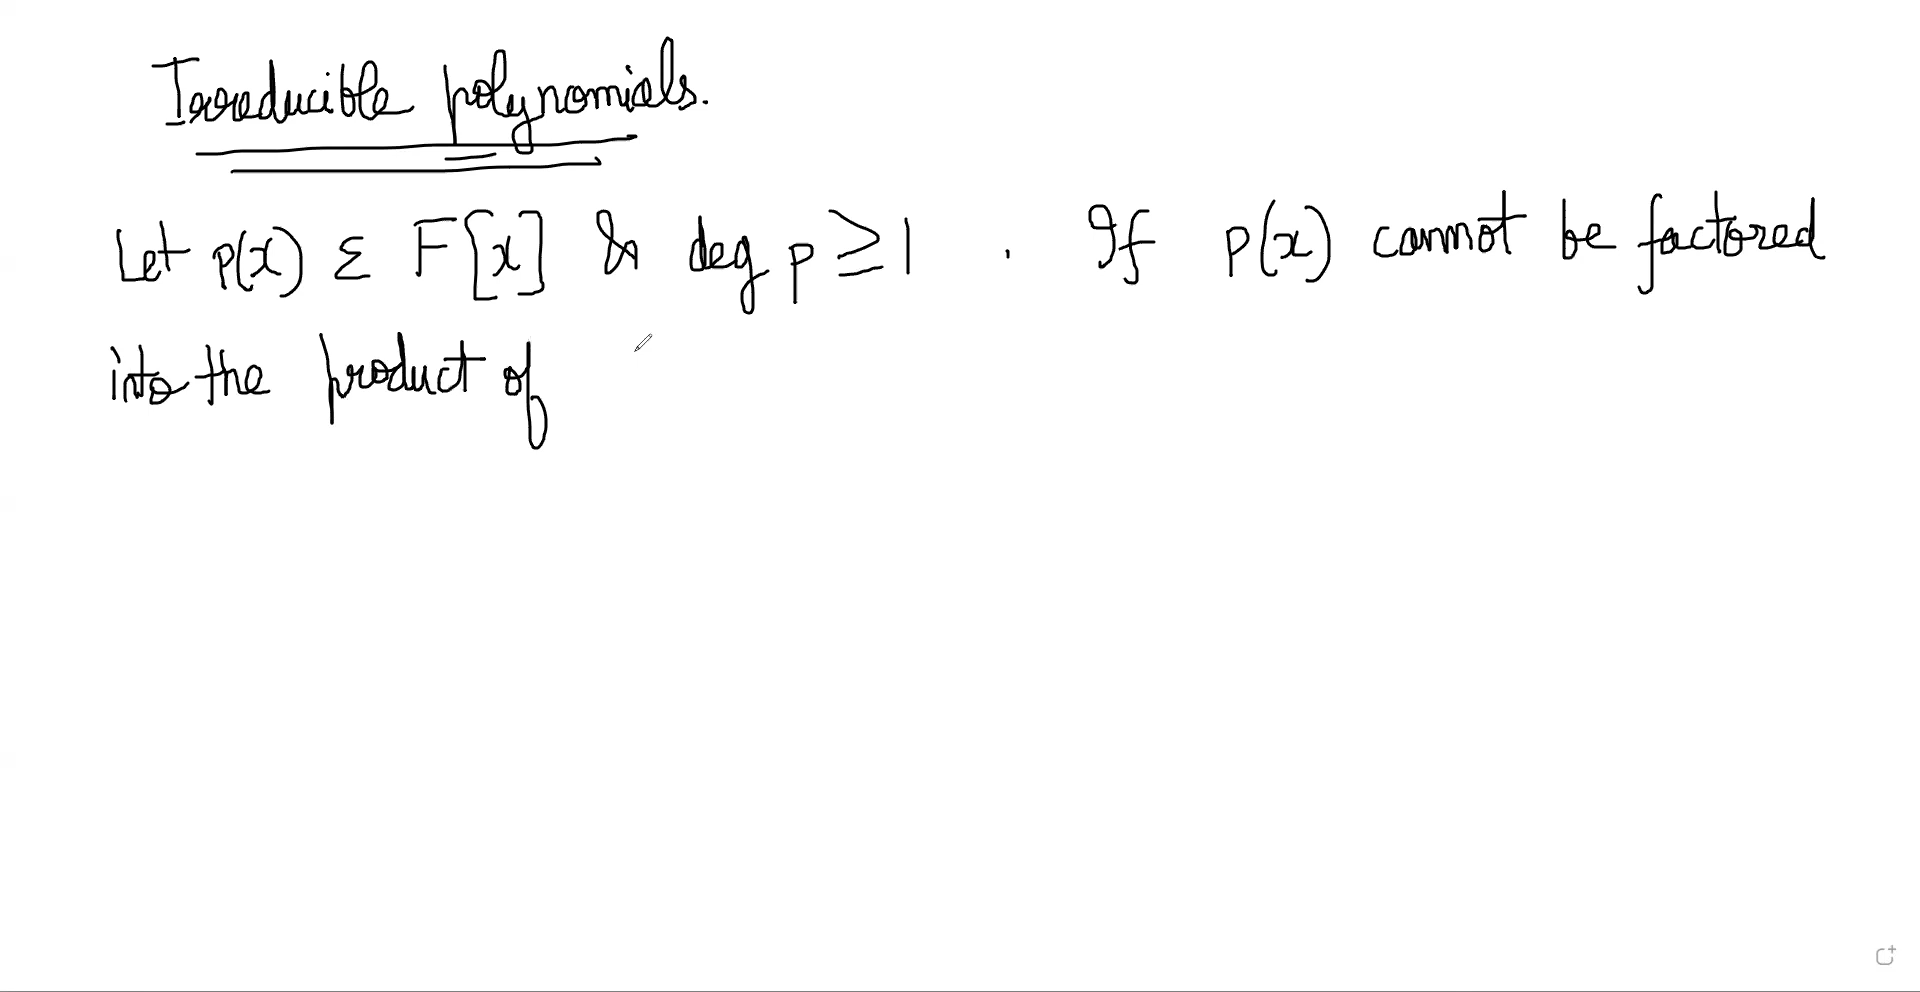 Irreducible polynomials.
Let p(x) ∈ F[x] & deg p ≥ 1 . If p(x) cannot be factored
into the product of